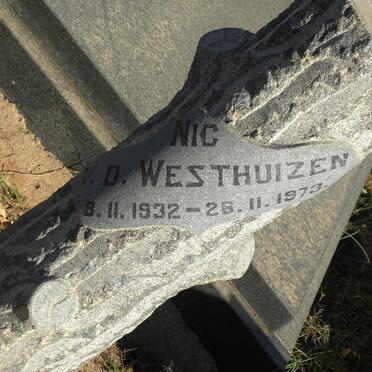 NIC
V. D. WESTHUIZEN
8. 11. 1932 - 26. 11. 1973